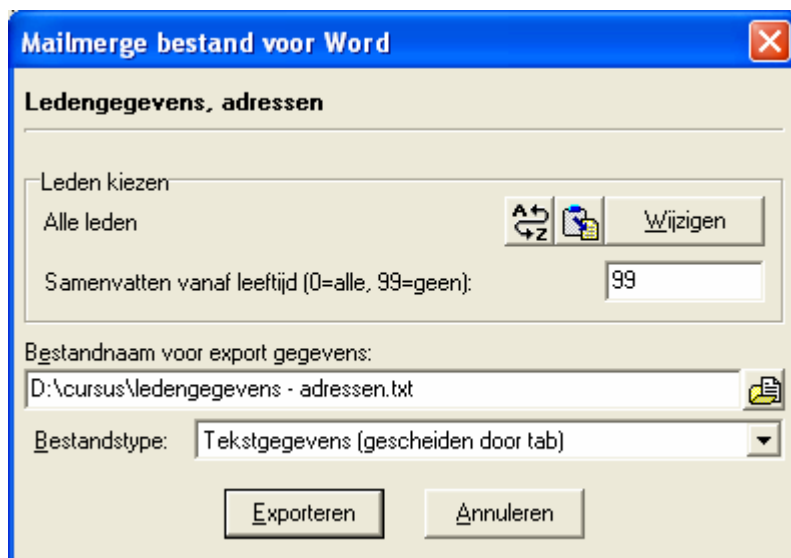 Mailmerge bestand voor Word
Ledengegevens, adressen
Leden kiezen
Alle leden
A Z
Wijzigen
Samenvatten vanaf leeftijd (0=alle, 99=geen): 99
Bestandnaam voor export gegevens:
D:\cursus\ledengegevens - adressen.txt
Bestandstype: Tekstgegevens (gescheiden door tab)
Exporteren Annuleren